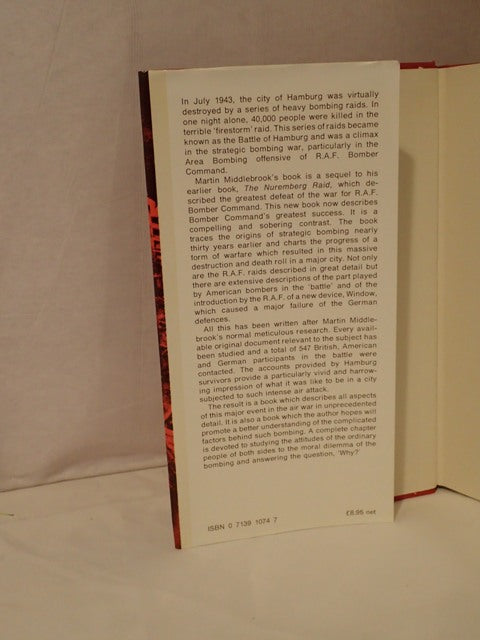 In July 1943, the city of Hamburg was virtually
destroyed by a series of heavy bombing raids. In
one night alone, 40,000 people were killed in the
terrible 'firestorm' raid. This series of raids became
known as the Battle of Hamburg and was a climax
in the strategic bombing war, particularly in the
Area Bombing offensive of R.A.F. Bomber
Command.
Martin Middlebrook's book is a sequel to his
earlier book, The Nuremberg Raid, which de-
scribed the greatest defeat of the war for R.A.F.
Bomber Command. This new book now describes
Bomber Command's greatest success. It is a
compelling and sobering contrast. The book
traces the origins of strategic bombing nearly
thirty years earlier and charts the progress of a
form of warfare which resulted in this massive
destruction and death roll in a major city. Not only
are the R.A.F. raids described in great detail but
there are extensive descriptions of the part played
by American bombers in the 'battle' and of the
introduction by the R.A.F. of a new device, Window,
which caused a major failure of the German
defences.
All this has been written after Martin Middle-
brook's normal meticulous research. Every avail-
able original document relevant to the subject has
been studied and a total of 547 British, American
and German participants in the battle were
contacted. The accounts provided by Hamburg
survivors provide a particularly vivid and harrow-
ing impression of what it was like to be in a city
subjected to such intense air attack.
The result is a book which describes all aspects
of this major event in the air war in unprecedented
detail. It is also a book which the author hopes will
promote a better understanding of the complicated
factors behind such bombing. A complete chapter
is devoted to studying the attitudes of the ordinary
people of both sides to the moral dilemma of the
bombing and answering the question, 'Why?'
ISBN 0 7139 1074 7
£8.95 net